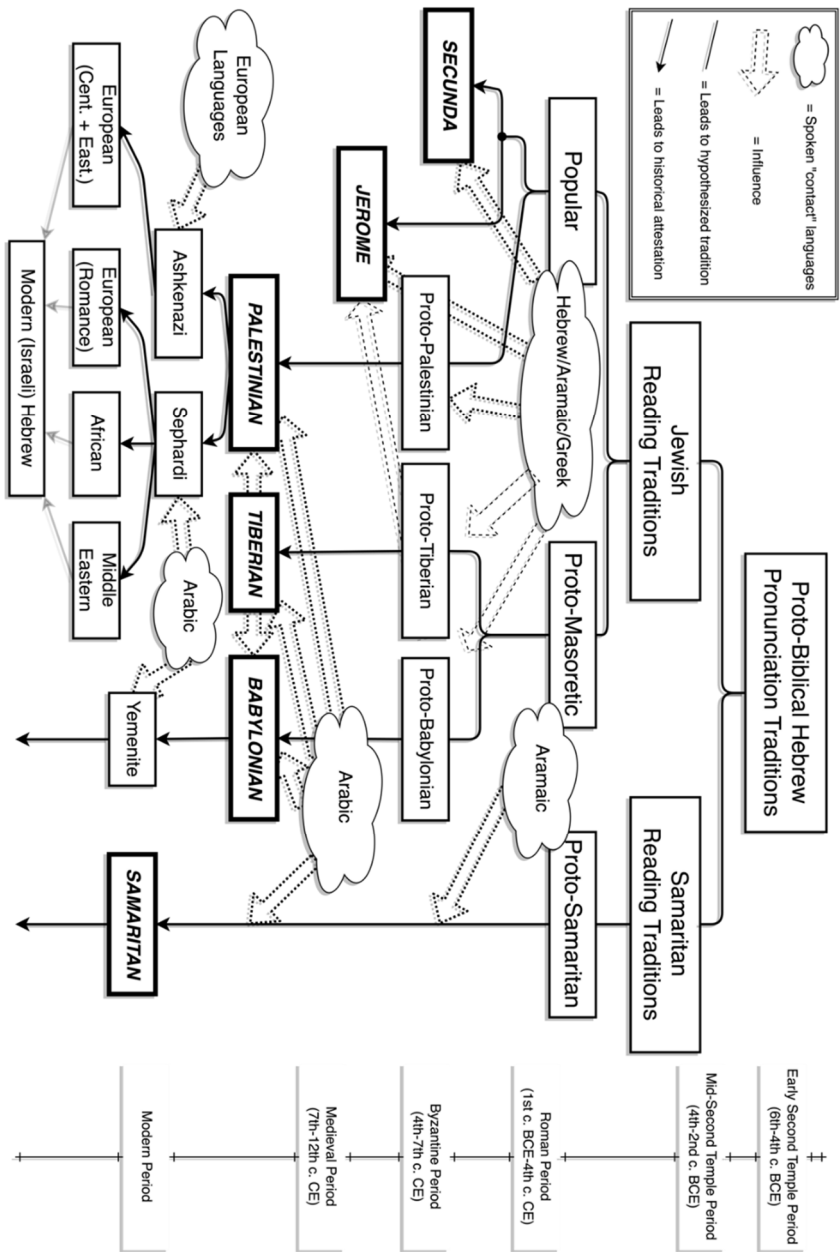 Proto-Biblical Hebrew
Pronunciation Traditions
Jewish
Reading Traditions
Samaritan
Reading Traditions
Popular
Proto-Masoretic
Proto-Samaritan
Hebrew/Aramaic/Greek
Aramaic
SECUNDA
JEROME
Proto-Palestinian
Proto-Tiberian
Proto-Babylonian
Arabic
PALESTINIAN
TIBERIAN
BABYLONIAN
European
Languages
Ashkenazi
Sephardi
Arabic
Yemenite
SAMARITAN
European
(Cent. + East.)
European
(Romance)
African
Middle
Eastern
Modern (Israeli) Hebrew
= Spoken "contact" languages
= Influence
= Leads to hypothesized tradition
= Leads to historical attestation
Early Second Temple Period
(6th-4th c. BCE)
Mid-Second Temple Period
(4th-2nd c. BCE)
Roman Period
(1st c. BCE-4th c. CE)
Byzantine Period
(4th-7th c. CE)
Medieval Period
(7th-12th c. CE)
Modern Period